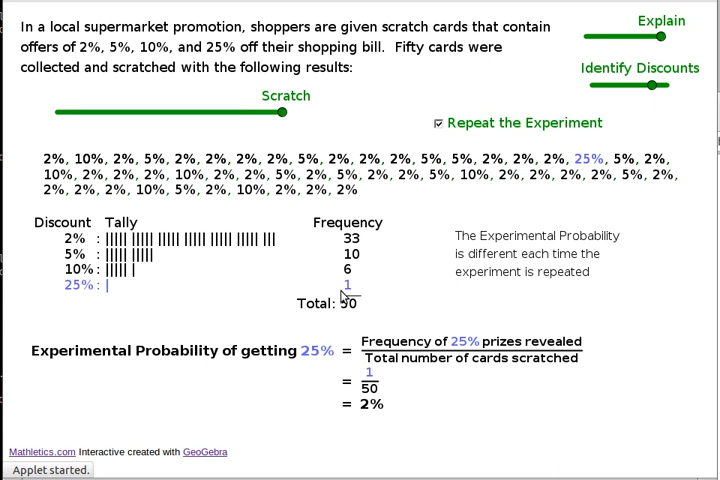 In a local supermarket promotion, shoppers are given scratch cards that contain
offers of 2%, 5%, 10%, and 25% off their shopping bill. Fifty cards were
collected and scratched with the following results:
Explain
Identify Discounts
Scratch
Repeat the Experiment
2%, 10%, 2%, 5%, 2%, 2%, 2%, 2%, 5%, 2%, 2%, 2%, 5%, 5%, 2%, 2%, 2%, 25%, 5%, 2%,
10%, 2%, 2%, 2%, 10%, 2%, 2%, 5%, 2%, 5%, 2%, 2%, 5%, 10%, 2%, 2%, 2%, 2%, 5%, 2%,
2%, 2%, 2%, 10%, 5%, 2%, 10%, 2%, 2%, 2%
Discount Tally Frequency
2% : ||||| ||||| ||||| ||||| ||||| ||||| ||| 33
5% : ||||| ||||| 10
10% : ||||| | 6
25% : | 1
Total: 50
The Experimental Probability
is different each time the
experiment is repeated
Experimental Probability of getting 25% = Frequency of 25% prizes revealed
Total number of cards scratched
= 1
50
= 2%
Mathletics.com Interactive created with GeoGebra
Applet started.